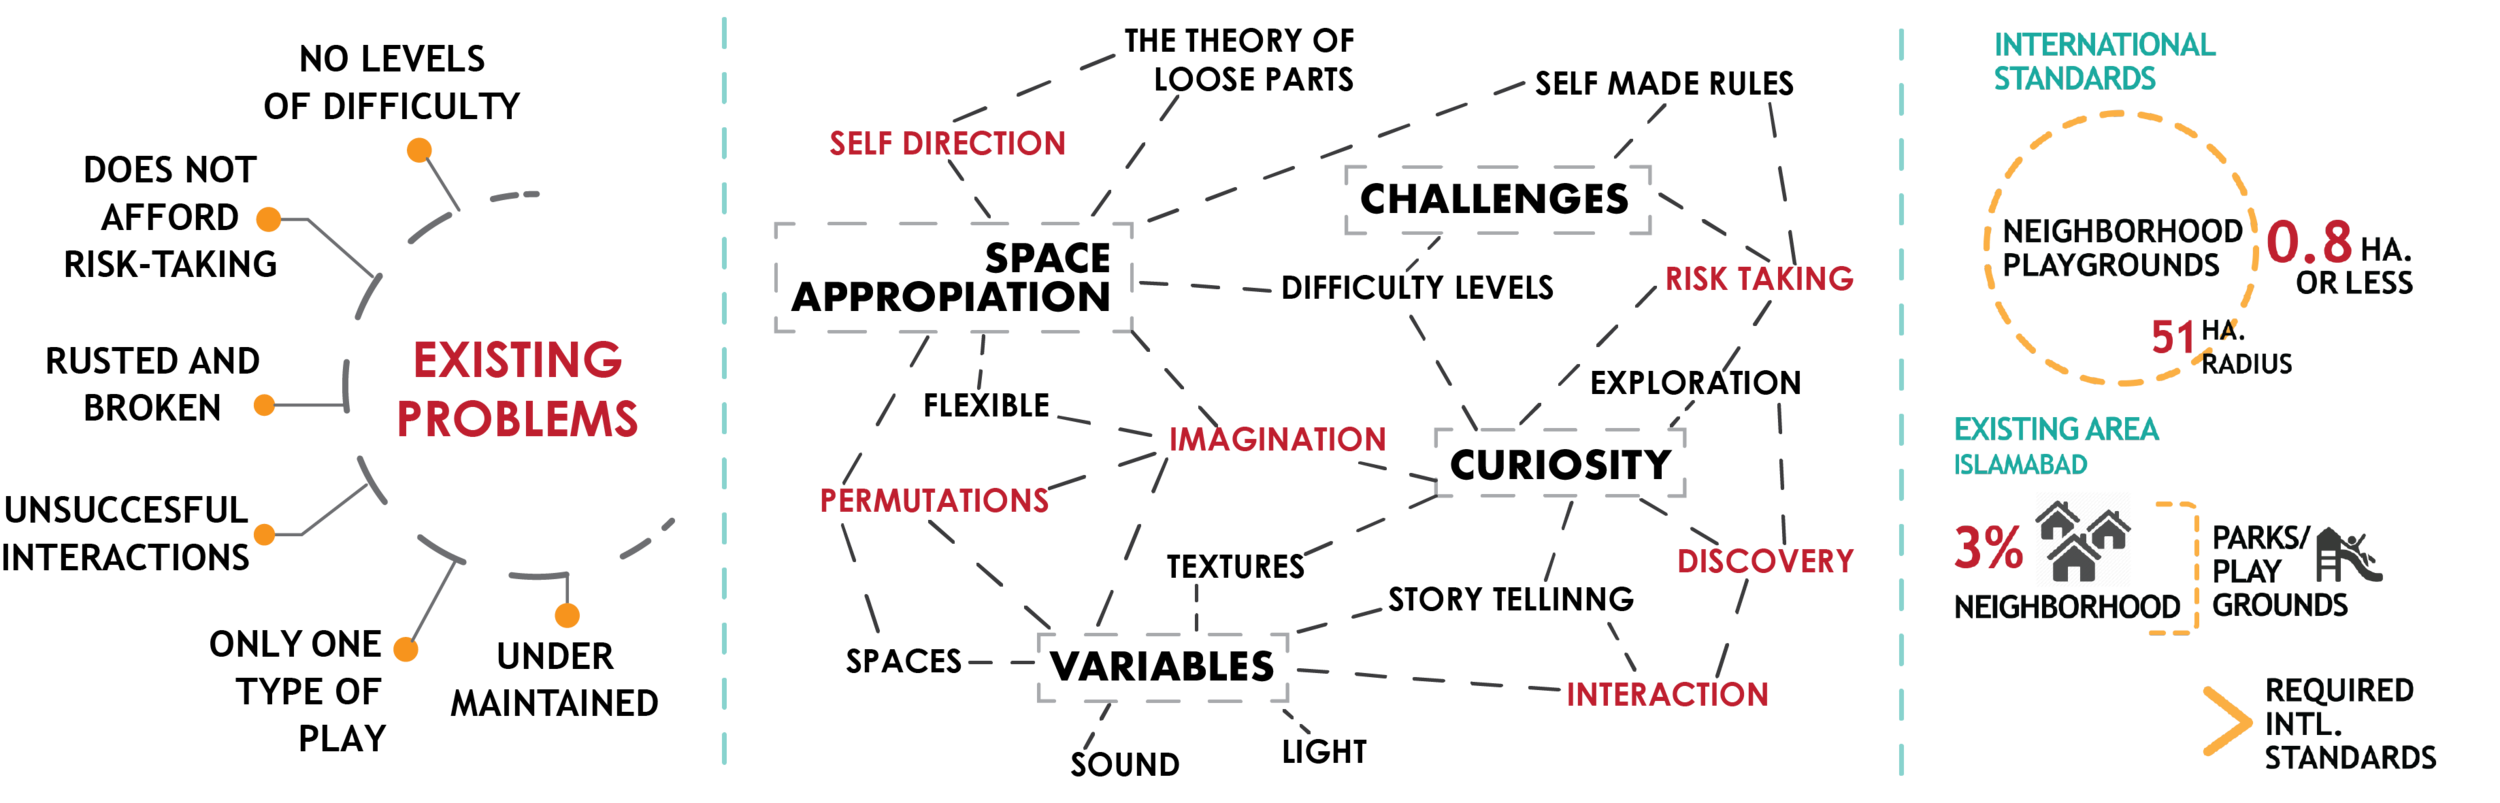 NO LEVELS
OF DIFFICULTY
DOES NOT
AFFORD
RISK-TAKING
RUSTED AND
BROKEN
UNSUCCESFUL
INTERACTIONS
ONLY ONE
TYPE OF
PLAY
UNDER
MAINTAINED
EXISTING
PROBLEMS
THE THEORY OF
LOOSE PARTS
SELF DIRECTION
SELF MADE RULES
CHALLENGES
SPACE
APPROPIATION
DIFFICULTY LEVELS
RISK TAKING
EXPLORATION
FLEXIBLE
IMAGINATION
CURIOSITY
PERMUTATIONS
TEXTURES
DISCOVERY
STORY TELLINNG
SPACES
VARIABLES
INTERACTION
SOUND
LIGHT
INTERNATIONAL
STANDARDS
NEIGHBORHOOD
PLAYGROUNDS
0.8 HA.
OR LESS
51 HA.
RADIUS
EXISTING AREA
ISLAMABAD
3%
NEIGHBORHOOD
PARKS/
PLAY
GROUNDS
REQUIRED
INTL.
STANDARDS